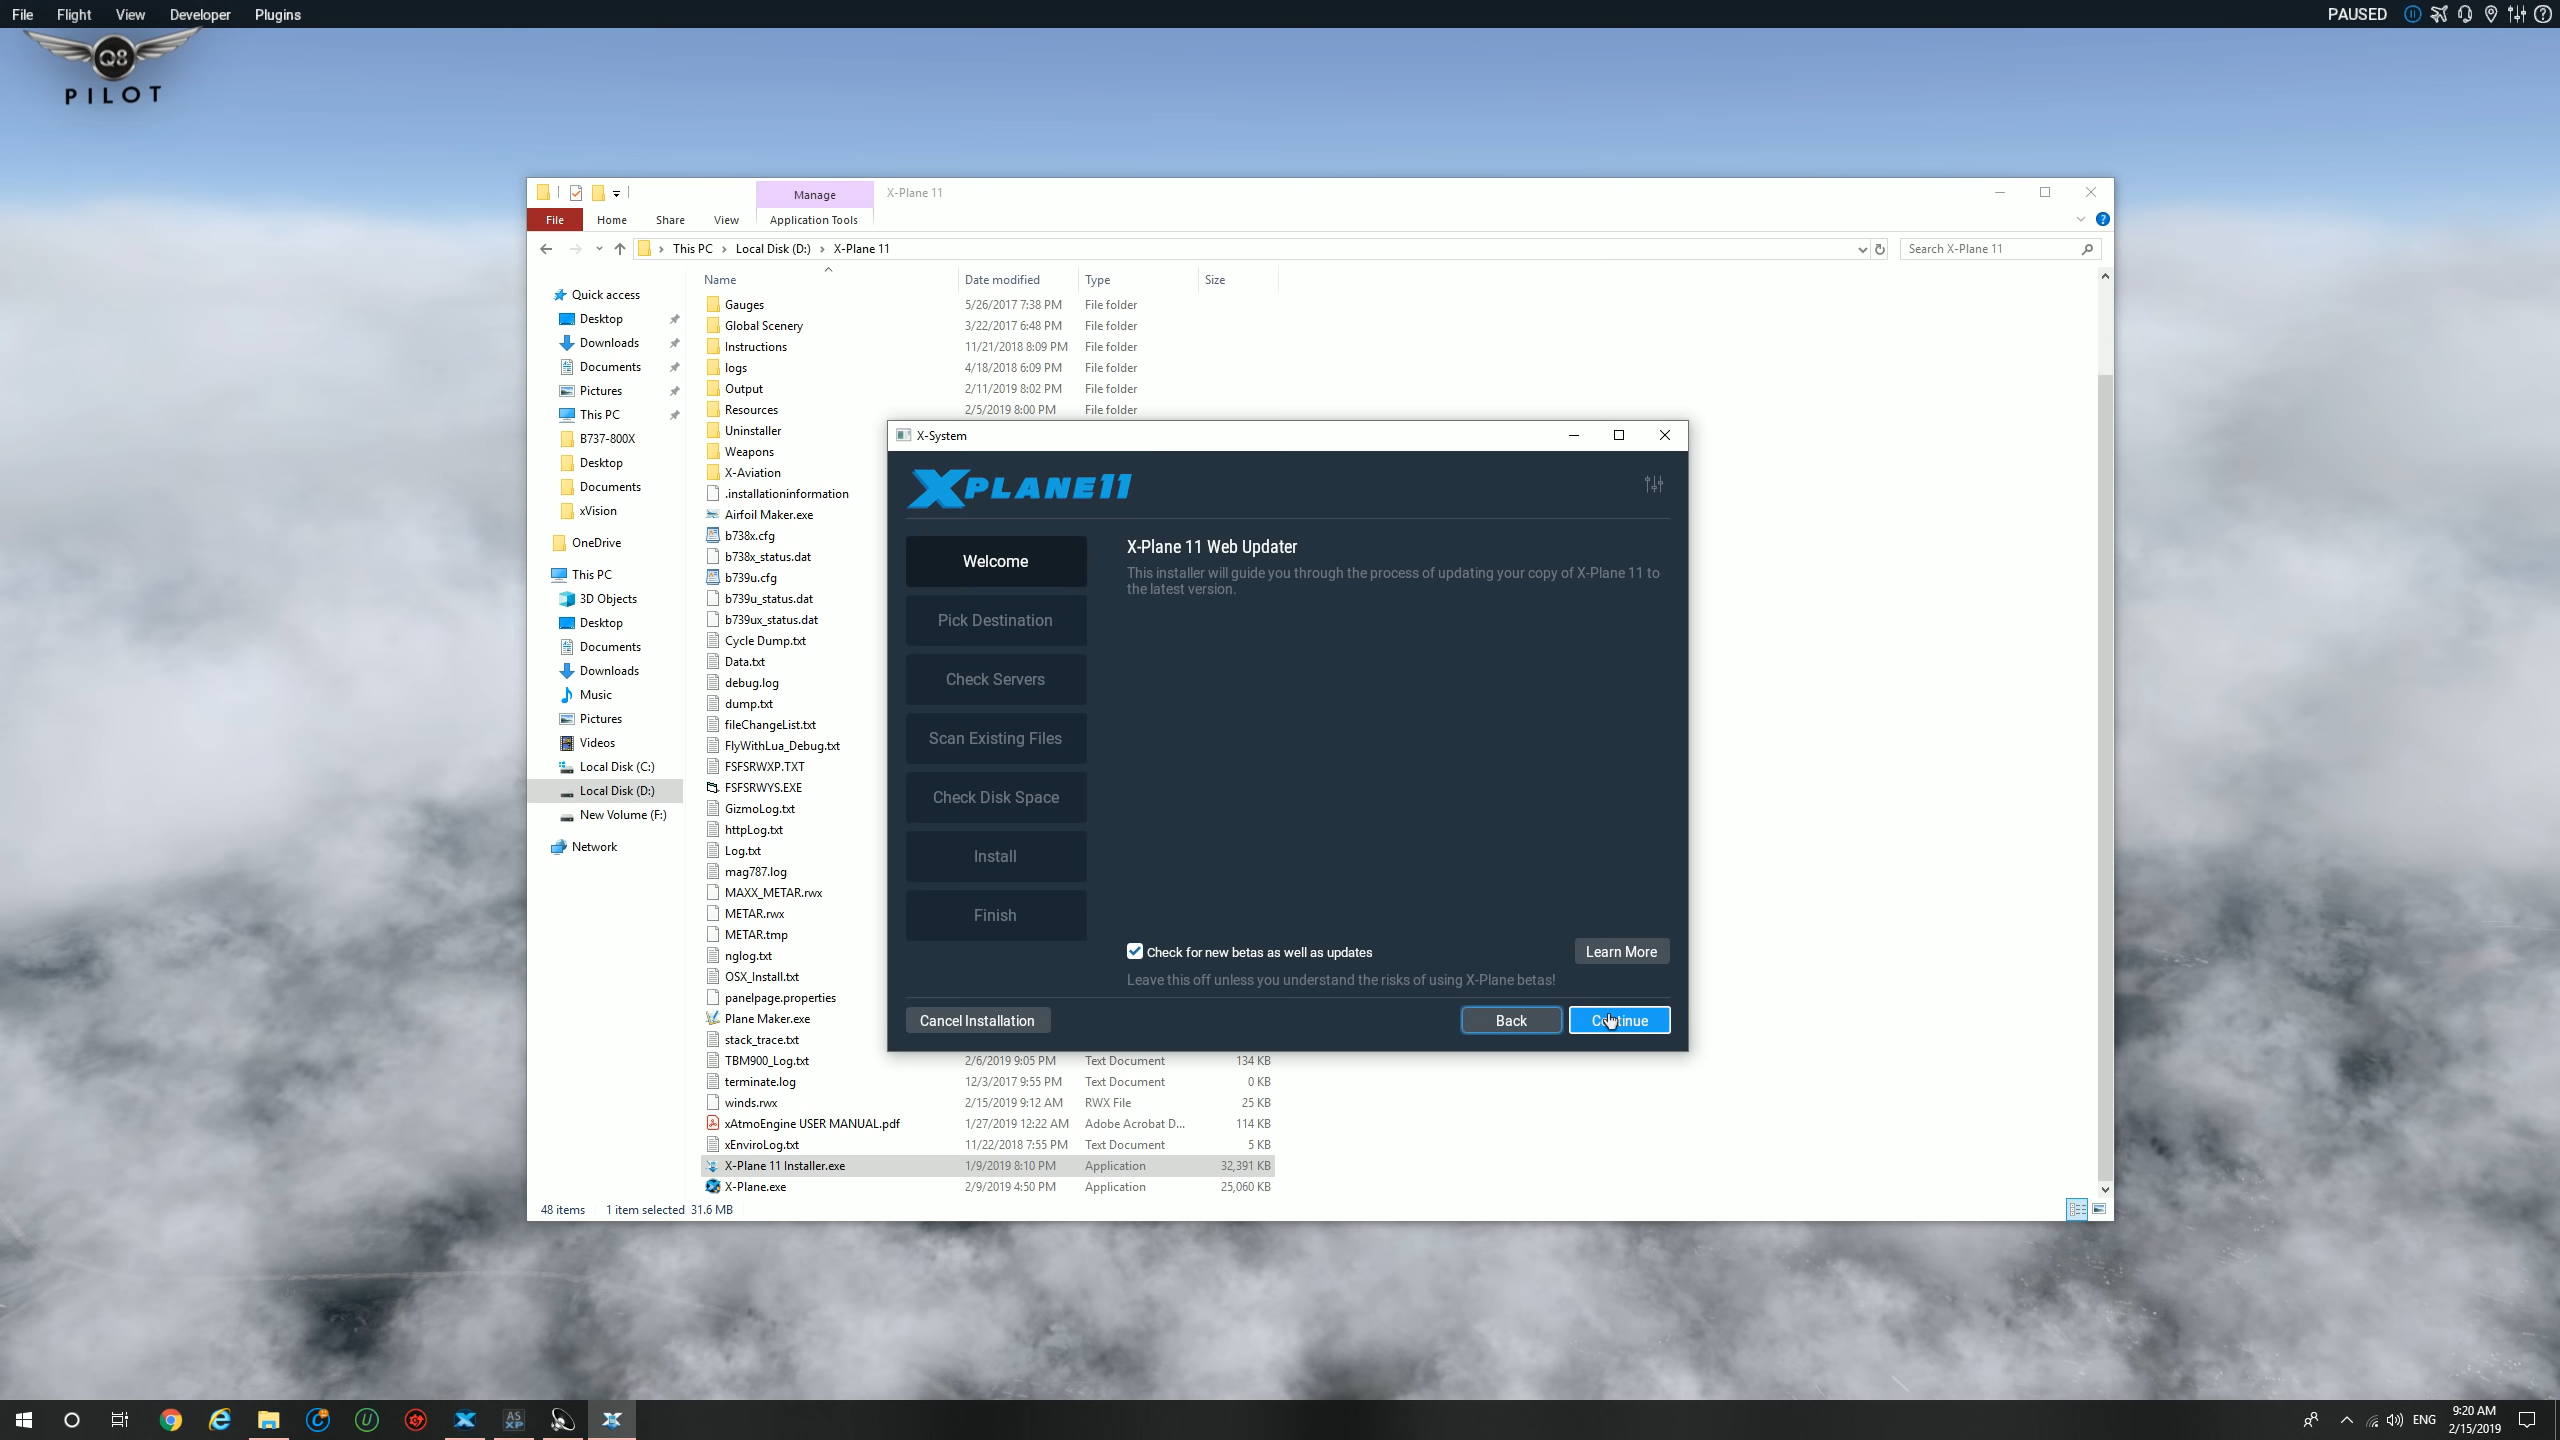 File Flight View Developer Plugins
PAUSED
Q8
PILOT
Manage
X-Plane 11
File Home Share View Application Tools
This PC Local Disk (D:) X-Plane 11
Search X-Plane 11
Name Date modified Type Size
Quick access
Desktop
Downloads
Documents
Pictures
This PC
B737-800X
Desktop
Documents
xVision
OneDrive
This PC
3D Objects
Desktop
Documents
Downloads
Music
Pictures
Videos
Local Disk (C:)
Local Disk (D:)
New Volume (F:)
Network
Gauges 5/26/2017 7:38 PM File folder
Global Scenery 3/22/2017 6:48 PM File folder
Instructions 11/21/2018 8:09 PM File folder
logs 4/18/2018 6:09 PM File folder
Output 2/11/2019 8:02 PM File folder
Resources 2/5/2019 8:00 PM File folder
Uninstaller
Weapons
X-Aviation
.installationinformation
Airfoil Maker.exe
b738x.cfg
b738x_status.dat
b739u.cfg
b739u_status.dat
b739ux_status.dat
Cycle Dump.txt
Data.txt
debug.log
dump.txt
fileChangeList.txt
FlyWithLua_Debug.txt
FSFSRWXP.TXT
FSFSRWYS.EXE
GizmoLog.txt
httpLog.txt
Log.txt
mag787.log
MAXX_METAR.rwx
METAR.rwx
METAR.tmp
nglog.txt
OSX_Install.txt
panelpage.properties
Plane Maker.exe
stack_trace.txt
TBM900_Log.txt 2/6/2019 9:05 PM Text Document 134 KB
terminate.log 12/3/2017 9:55 PM Text Document 0 KB
winds.rwx 2/15/2019 9:12 AM RWX File 25 KB
xAtmoEngine USER MANUAL.pdf 1/27/2019 12:22 AM Adobe Acrobat D... 114 KB
xEnviroLog.txt 11/22/2018 7:55 PM Text Document 5 KB
X-Plane 11 Installer.exe 1/9/2019 8:10 PM Application 32,391 KB
X-Plane.exe 2/9/2019 4:50 PM Application 25,060 KB
48 items 1 item selected 31.6 MB
X-System
XPLANE11
Welcome
Pick Destination
Check Servers
Scan Existing Files
Check Disk Space
Install
Finish
X-Plane 11 Web Updater
This installer will guide you through the process of updating your copy of X-Plane 11 to
the latest version.
Check for new betas as well as updates
Learn More
Leave this off unless you understand the risks of using X-Plane betas!
Cancel Installation
Back
Continue
AS
XP
ENG
9:20 AM
2/15/2019